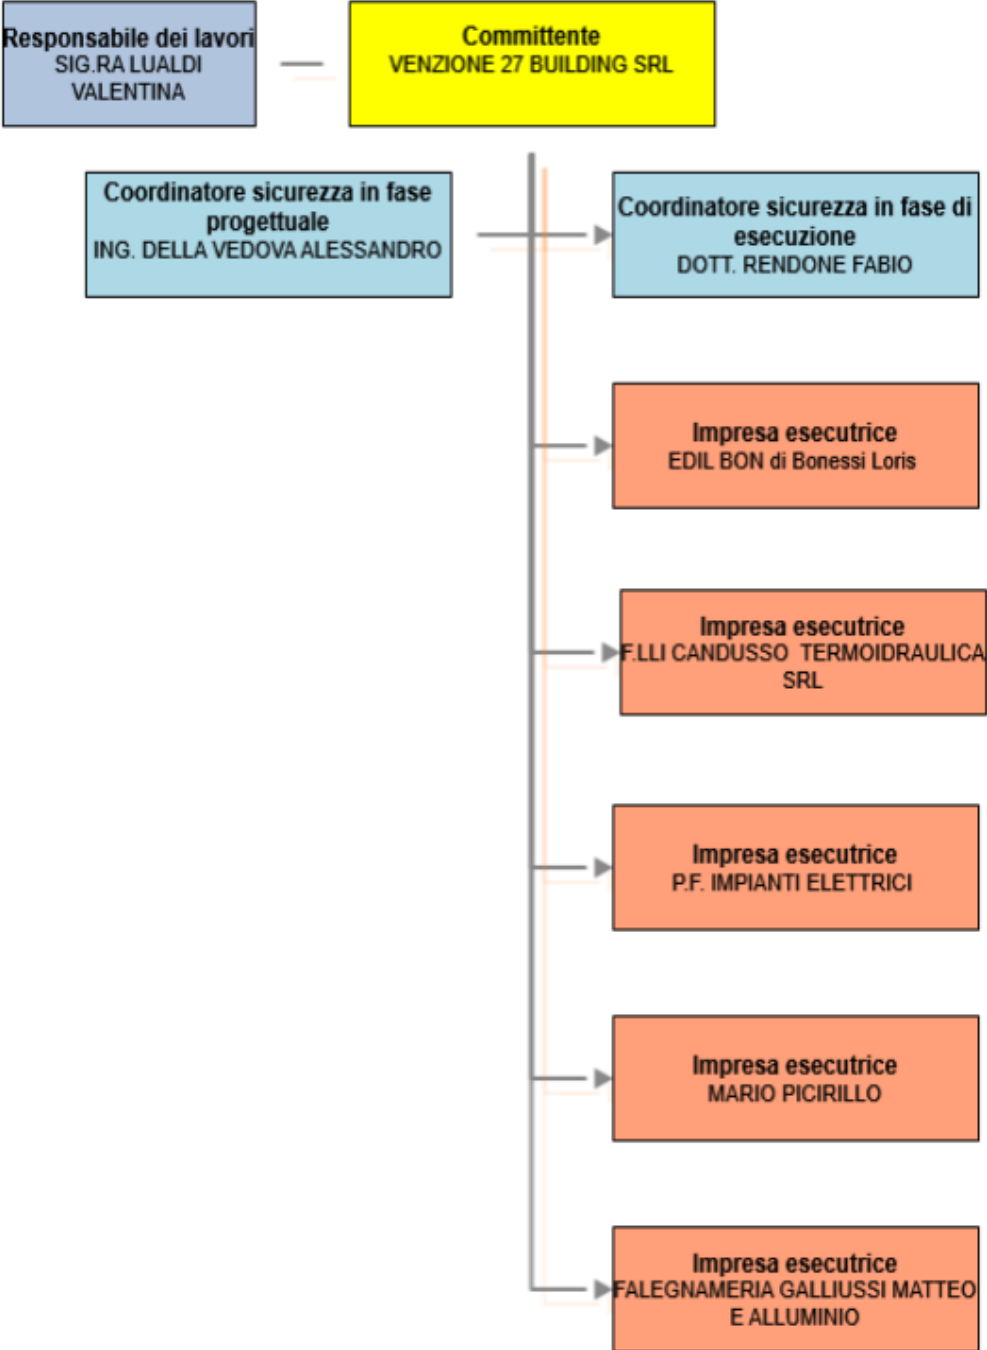 Responsabile dei lavori
SIG.RA LUALDI
VALENTINA
Committente
VENZIONE 27 BUILDING SRL
Coordinatore sicurezza in fase
progettuale
ING. DELLA VEDOVA ALESSANDRO
Coordinatore sicurezza in fase di
esecuzione
DOTT. RENDONE FABIO
Impresa esecutrice
EDIL BON di Bonessi Loris
Impresa esecutrice
F.LLI CANDUSSO TERMOIDRAULICA
SRL
Impresa esecutrice
P.F. IMPIANTI ELETTRICI
Impresa esecutrice
MARIO PICIRILLO
Impresa esecutrice
FALEGNAMERIA GALLIUSSI MATTEO
E ALLUMINIO